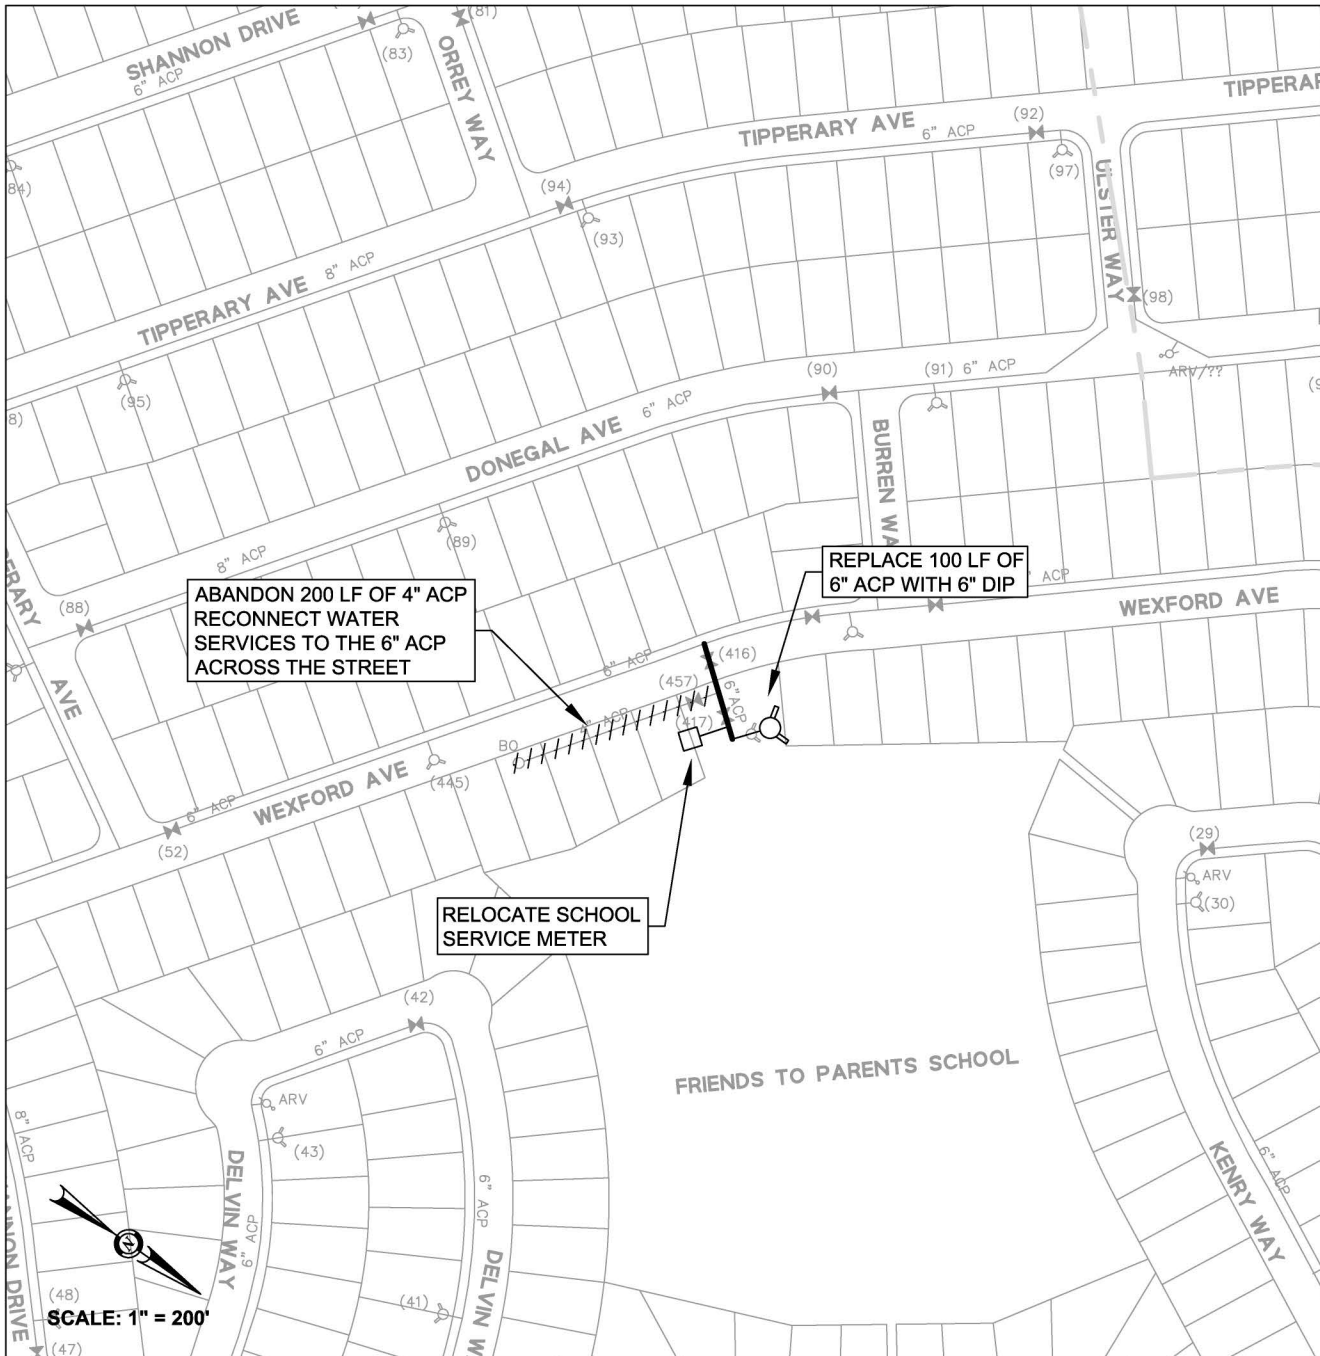 (81)
SHANNON DRIVE
6" ACP
(83)
ORREY WAY
TIPPERARY AVE
6" ACP
(92)
(97)
ULSTER WAY
(98)
(94)
(93)
TIPPERARY AVE
8" ACP
(95)
(90)
(91)
6" ACP
ARV/??
DONEGAL AVE
6" ACP
BURREN
(89)
8" ACP
(88)
AVE
ABANDON 200 LF OF 4" ACP
RECONNECT WATER
SERVICES TO THE 6" ACP
ACROSS THE STREET
REPLACE 100 LF OF
6" ACP WITH 6" DIP
ACP
WEXFORD AVE
6" ACP
(416)
(457)
6" ACP
(417)
ACP
BO
(445)
WEXFORD AVE
6" ACP
(52)
RELOCATE SCHOOL
SERVICE METER
(29)
ARV
(30)
(42)
6" ACP
ARV
(43)
FRIENDS TO PARENTS SCHOOL
8" ACP
DELVIN WAY
6" ACP
6" ACP
DELVIN
KENRY WAY
6" ACP
DRIVE
N
(48)
(41)
SCALE: 1" = 200'
(47)